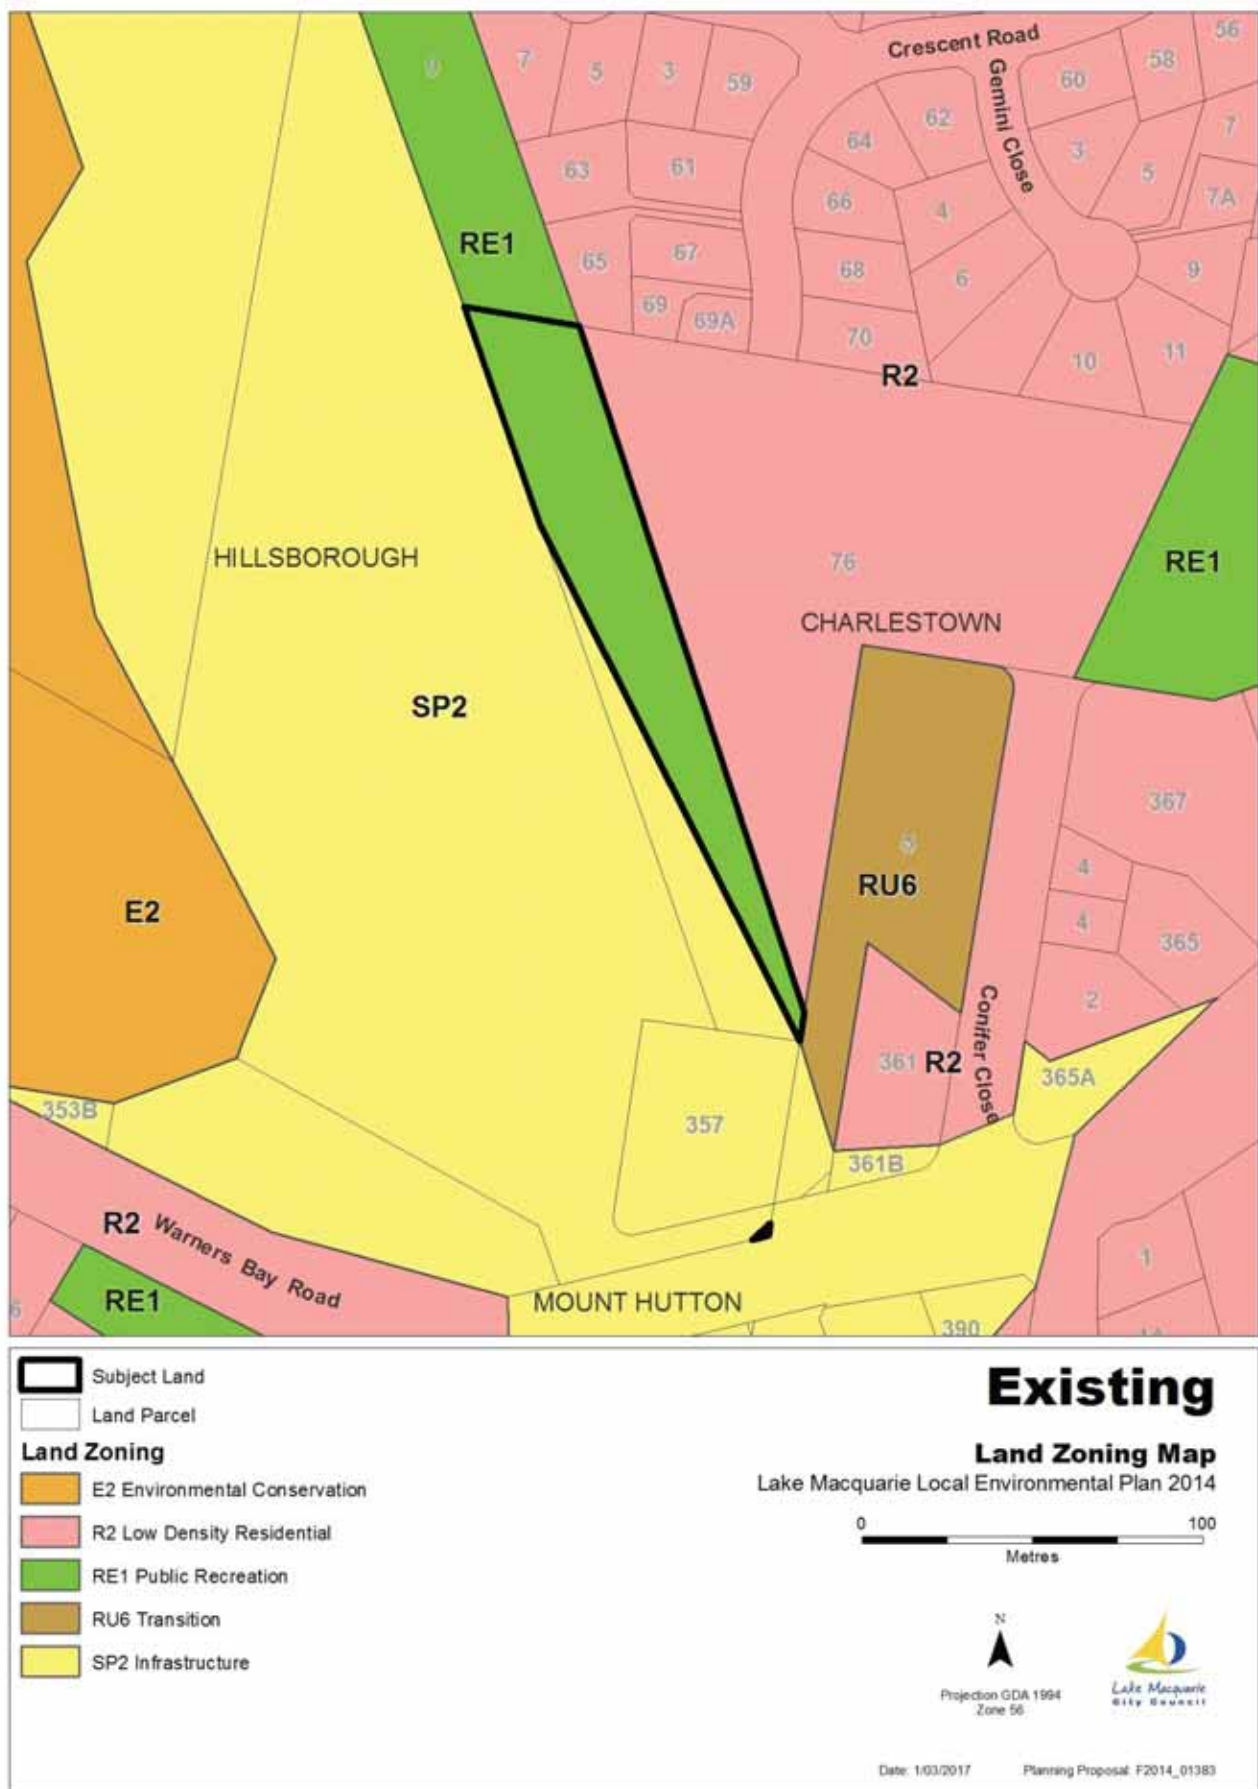 Crescent Road
Gemini Close
56
58
60
62
64
66
68
70
3
5
7
7A
9
11
10
4
6
7
5
3
59
63
61
65
67
69
69A
RE1
R2
HILLSBOROUGH
76
CHARLESTOWN
RE1
SP2
E2
RU6
367
4
4
365
2
361
R2
Conifer Close
365A
353B
357
361B
R2
Warners Bay Road
RE1
6
MOUNT HUTTON
390
1
Subject Land
Land Parcel
Land Zoning
E2 Environmental Conservation
R2 Low Density Residential
RE1 Public Recreation
RU6 Transition
SP2 Infrastructure
Existing
Land Zoning Map
Lake Macquarie Local Environmental Plan 2014
0 100
Metres
N
Projection GDA 1994
Zone 56
Lake Macquarie
City Council
Date: 1/03/2017 Planning Proposal: F2014_01383